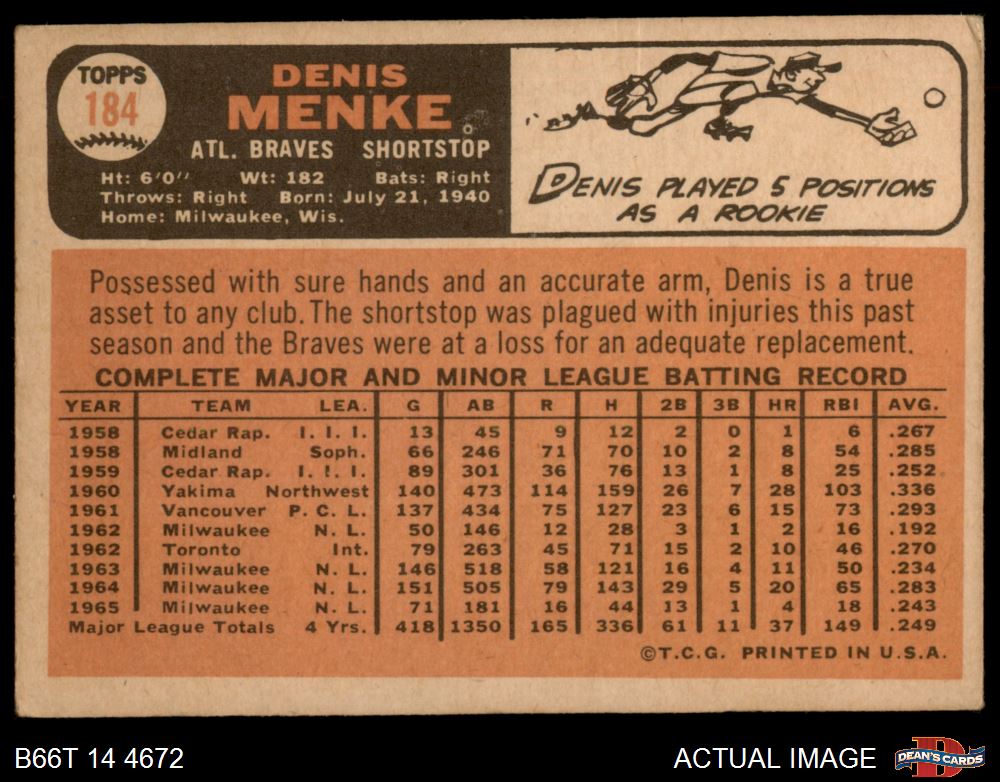 TOPPS
184
DENIS
MENKE
ATL. BRAVES SHORTSTOP
Ht: 6'0" Wt: 182 Bats: Right
Throws: Right Born: July 21, 1940
Home: Milwaukee, Wis.
DENIS PLAYED 5 POSITIONS
AS A ROOKIE
Possessed with sure hands and an accurate arm, Denis is a true
asset to any club. The shortstop was plagued with injuries this past
season and the Braves were at a loss for an adequate replacement.
COMPLETE MAJOR AND MINOR LEAGUE BATTING RECORD
YEAR TEAM LEA. G AB R H 2B 3B HR RBI AVG.
1958 Cedar Rap. I. I. I. 13 45 9 12 2 0 1 6 .267
1958 Midland Soph. 66 246 71 70 10 2 8 54 .285
1959 Cedar Rap. I. I. I. 89 301 36 76 13 1 8 25 .252
1960 Yakima Northwest 140 473 114 159 26 7 28 103 .336
1961 Vancouver P. C. L. 137 434 75 127 23 6 15 73 .293
1962 Milwaukee N. L. 50 146 12 28 3 1 2 16 .192
1962 Toronto Int. 79 263 45 71 15 2 10 46 .270
1963 Milwaukee N. L. 146 518 58 121 16 4 11 50 .234
1964 Milwaukee N. L. 151 505 79 143 29 5 20 65 .283
1965 Milwaukee N. L. 71 181 16 44 13 1 4 18 .243
Major League Totals 4 Yrs. 418 1350 165 336 61 11 37 149 .249
©T.C.G. PRINTED IN U.S.A.
B66T 14 4672
ACTUAL IMAGE
DEAN'S CARDS